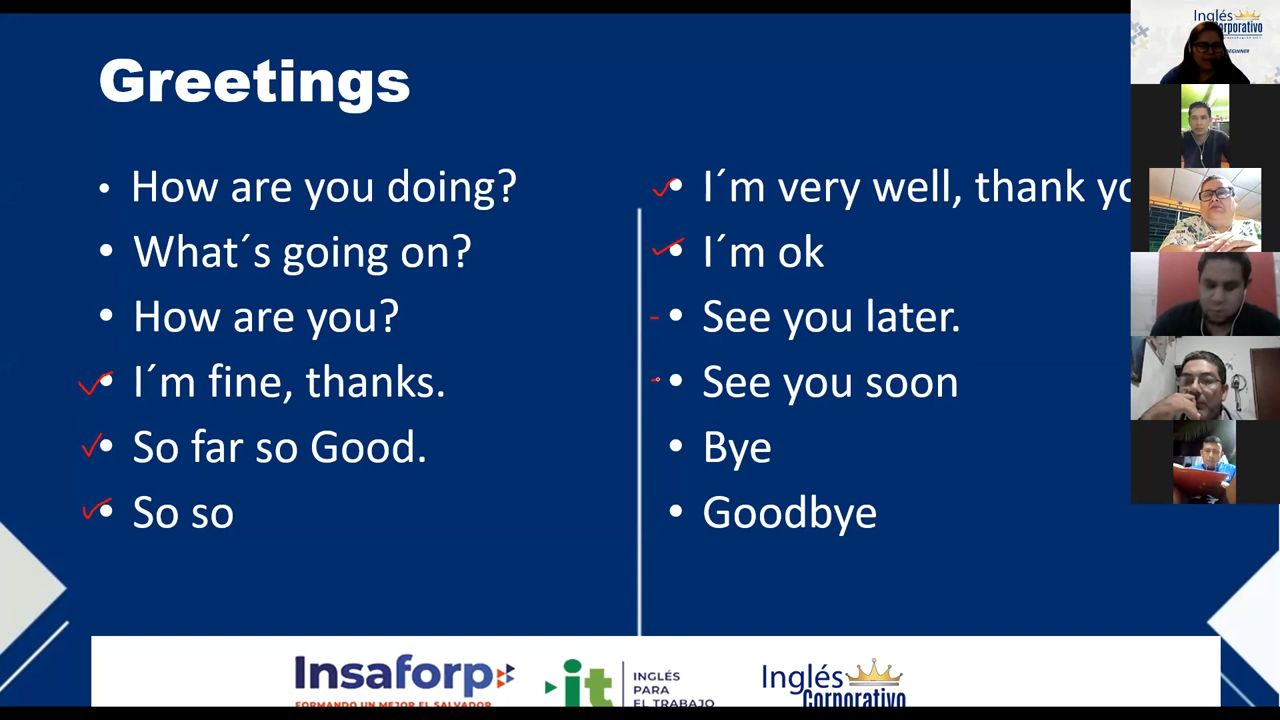 Greetings
• How are you doing?
• What´s going on?
• How are you?
• I´m fine, thanks.
• So far so Good.
• So so
• I´m very well, thank yo
• I´m ok
• See you later.
• See you soon
• Bye
• Goodbye
Insaforp
FORMANDO UN MEJOR EL SALVADOR
it
INGLÉS
PARA
EL TRABAJO
Inglés
Corporativo
Inglés
Corporativo
BEGINNER